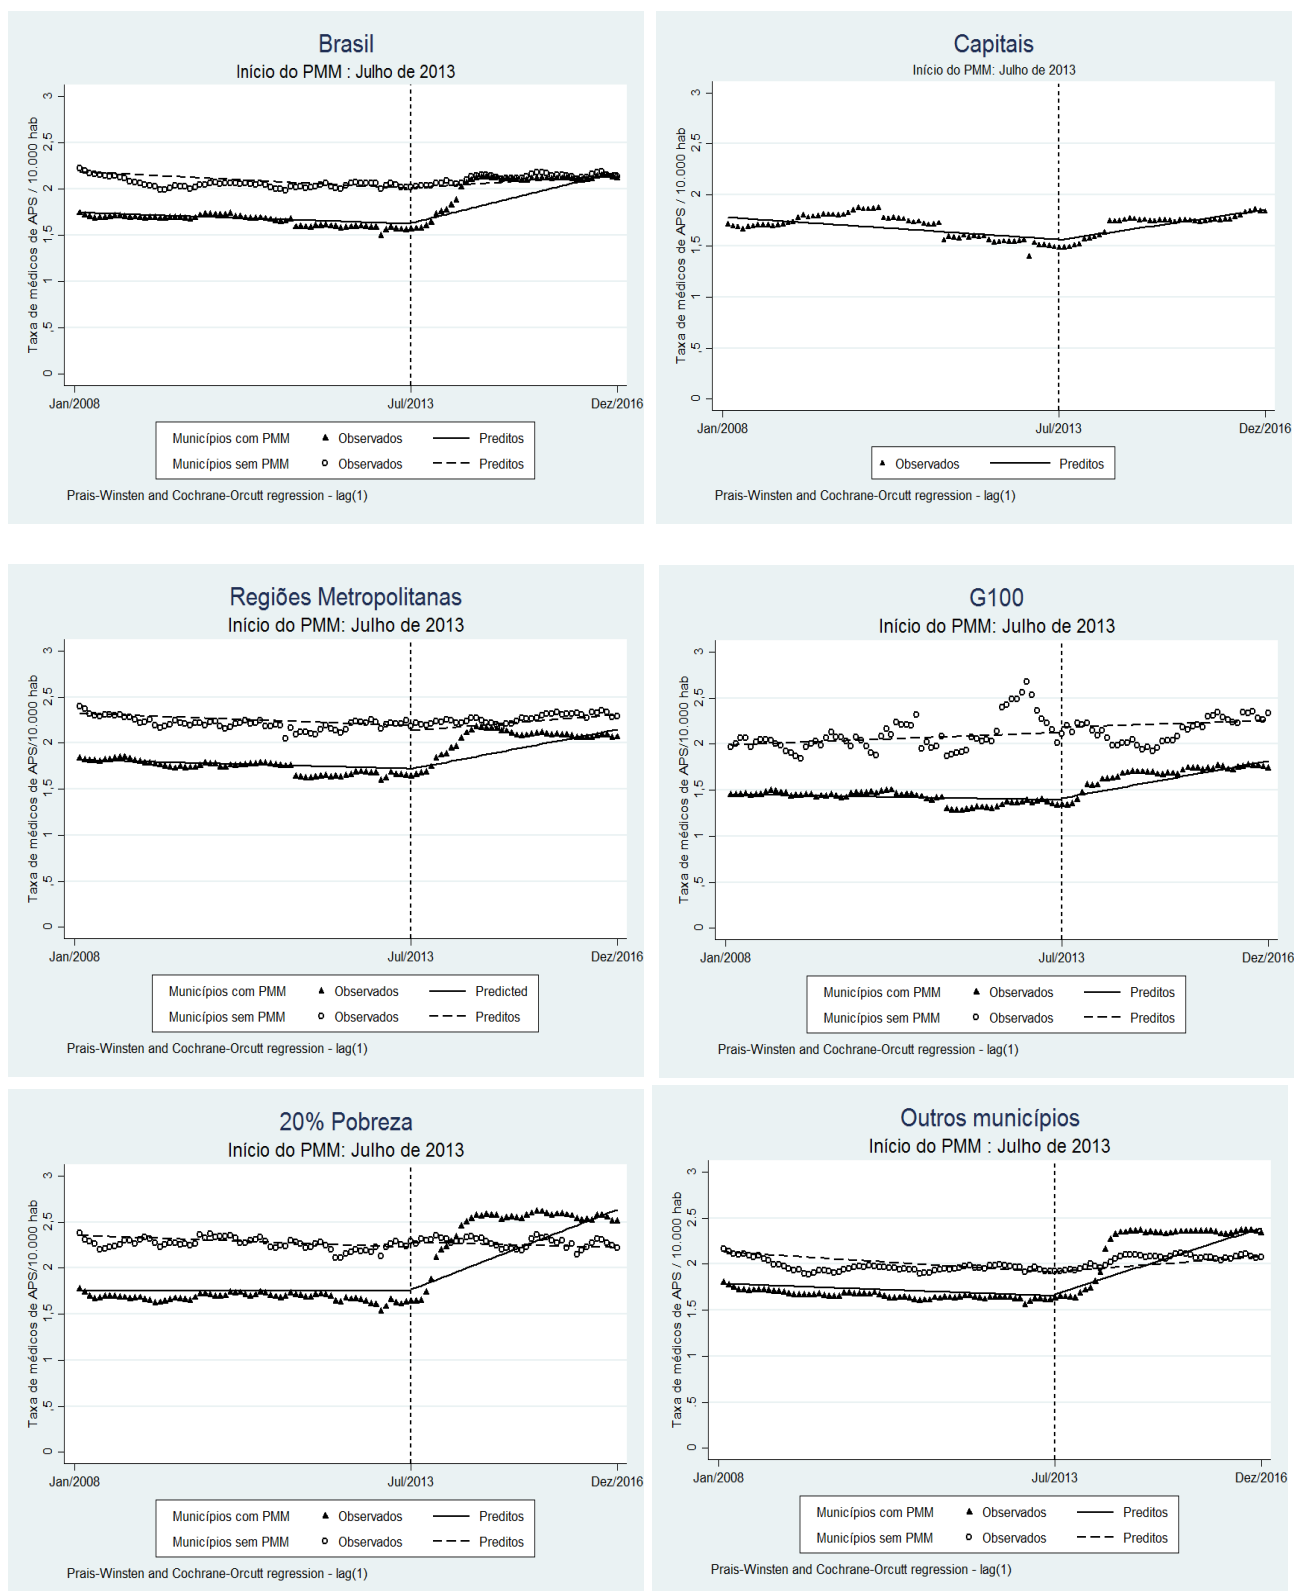 Brasil
Início do PMM : Julho de 2013
Taxa de médicos de APS / 10.000 hab
3
2,5
2
1,5
1
,5
0
Jan/2008 Jul/2013 Dez/2016
Municípios com PMM Observados Preditos
Municípios sem PMM Observados Preditos
Prais-Winsten and Cochrane-Orcutt regression - lag(1)
Capitais
Início do PMM: Julho de 2013
Taxa de médicos de APS / 10.000 hab
3
2,5
2
1,5
1
,5
0
Jan/2008 Jul/2013 Dez/2016
Observados Preditos
Prais-Winsten and Cochrane-Orcutt regression - lag(1)
Regiões Metropolitanas
Início do PMM: Julho de 2013
Taxa de médicos de APS/10.000 hab
3
2,5
2
1,5
1
,5
0
Jan/2008 Jul/2013 Dez/2016
Municípios com PMM Observados Predicted
Municípios sem PMM Observados Preditos
Prais-Winsten and Cochrane-Orcutt regression - lag(1)
G100
Início do PMM: Julho de 2013
Taxa de médicos de APS/10.000 hab
3
2,5
2
1,5
1
,5
0
Jan/2008 Jul/2013 Dez/2016
Municípios com PMM Observados Preditos
Municípios sem PMM Observados Preditos
Prais-Winsten and Cochrane-Orcutt regression - lag(1)
20% Pobreza
Início do PMM: Julho de 2013
Taxa de médicos de APS/10.000 hab
3
2,5
2
1,5
1
,5
0
Jan/2008 Jul/2013 Dez/2016
Municípios com PMM Observados Preditos
Municípios sem PMM Observados Preditos
Prais-Winsten and Cochrane-Orcutt regression - lag(1)
Outros municípios
Início do PMM : Julho de 2013
Taxa de médicos de APS / 10.000 hab
3
2,5
2
1,5
1
,5
0
Jan/2008 Jul/2013 Dez/2016
Municípios com PMM Observados Preditos
Municípios sem PMM Observados Preditos
Prais-Winsten and Cochrane-Orcutt regression - lag(1)